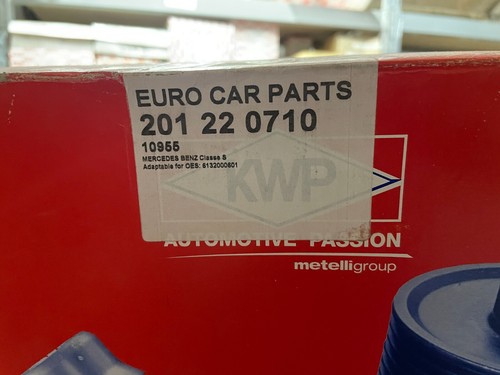 EURO CAR PARTS
201 22 0710
10955
MERCEDES BENZ Classe S
Adaptable for OES: 6132000601
KWP
AUTOMOTIVE PASSION
metelligroup